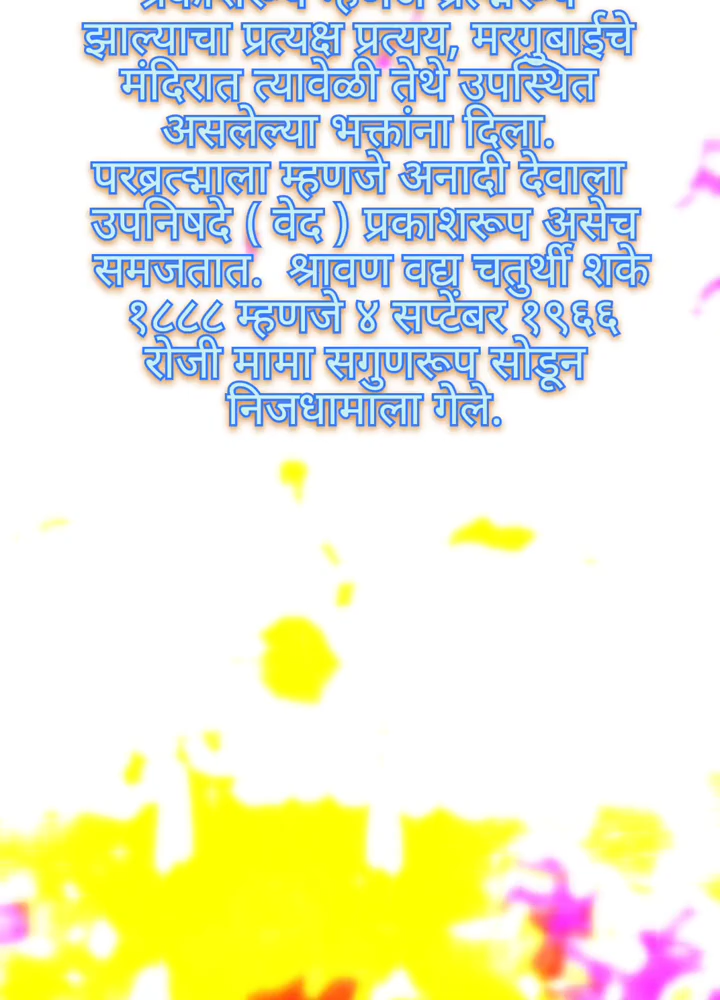 झाल्याचा प्रत्यक्ष प्रत्यय, मरगूबाईचे
मंदिरात त्यावेळी तेथे उपस्थित
असलेल्या भक्तांना दिला.
परब्रत्द्माला म्हणजे अनादी देवाला
उपनिषदे ( वेद ) प्रकाशरूप असेच
समजतात. श्रावण वद्य चतुर्थी शके
१८८८ म्हणजे ४ सप्टेंबर १९६६
रोजी मामा सगुणरूप सोडून
निजधामाला गेले.